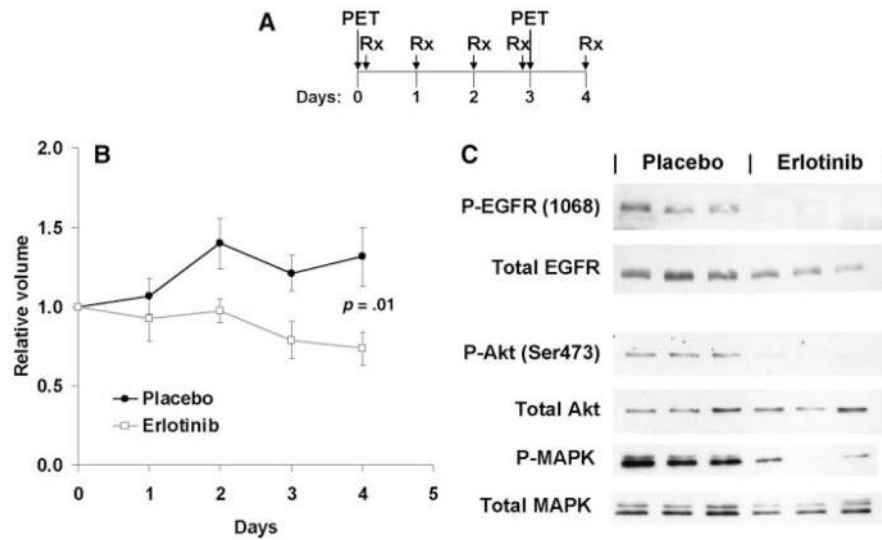 A
PET PET
Rx Rx Rx Rx Rx
Days: 0 1 2 3 4
B
2.0
1.5
1.0
0.5
0.0
Relative volume
p = .01
Placebo
Erlotinib
0 1 2 3 4 5
Days
C
| Placebo | Erlotinib |
P-EGFR (1068)
Total EGFR
P-Akt (Ser473)
Total Akt
P-MAPK
Total MAPK